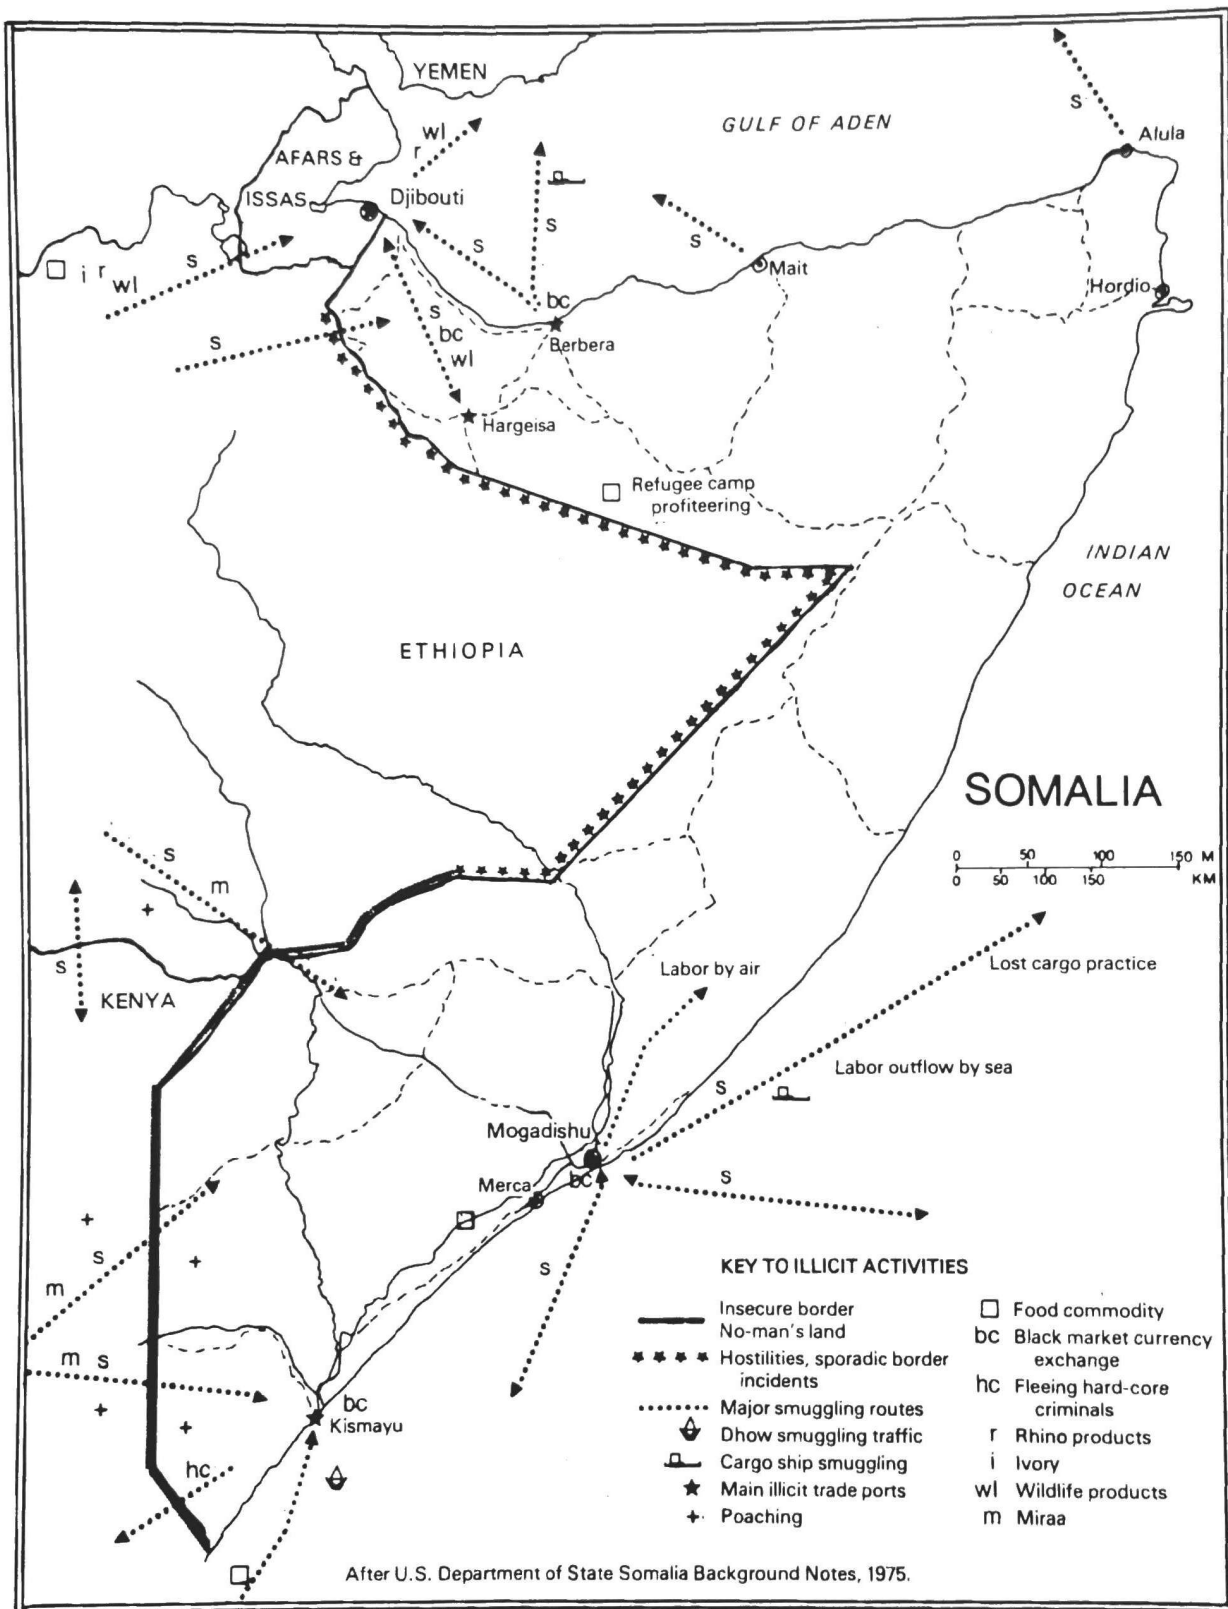 YEMEN
GULF OF ADEN
s
Alula
wl
r
AFARS &
ISSAS
Djibouti
s
s
s
Mait
Hordio
i r wl
s
bc
s
bc
wl
Berbera
s
Hargeisa
Refugee camp
profiteering
INDIAN
OCEAN
ETHIOPIA
SOMALIA
0 50 100 150 M
0 50 100 150 KM
s
m
s
KENYA
Labor by air
Lost cargo practice
Labor outflow by sea
s
Mogadishu
bc
Merca
s
s
s
m
m s
bc
Kismayu
hc
KEY TO ILLICIT ACTIVITIES
Insecure border
No-man's land
Hostilities, sporadic border
incidents
Major smuggling routes
Dhow smuggling traffic
Cargo ship smuggling
Main illicit trade ports
Poaching
Food commodity
bc Black market currency
exchange
hc Fleeing hard-core
criminals
r Rhino products
i Ivory
wl Wildlife products
m Miraa
After U.S. Department of State Somalia Background Notes, 1975.